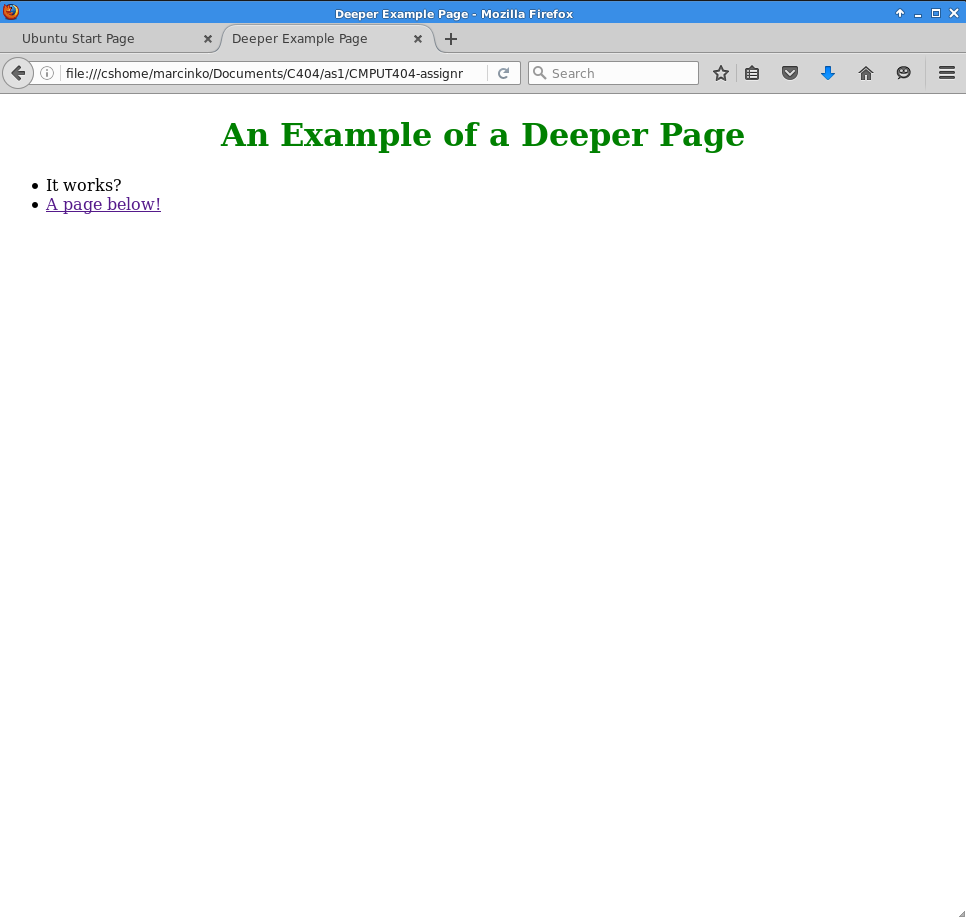 Deeper Example Page - Mozilla Firefox
Ubuntu Start Page
Deeper Example Page
file:///cshome/marcinko/Documents/C404/as1/CMPUT404-assignr
Search
An Example of a Deeper Page
It works?
A page below!